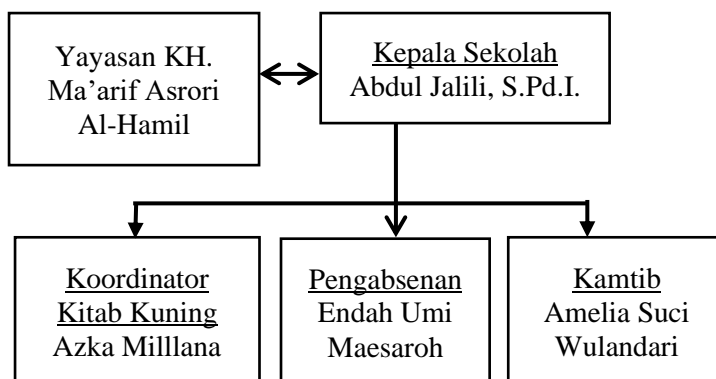 Yayasan KH.
Ma’arif Asrori
Al-Hamil
Kepala Sekolah
Abdul Jalili, S.Pd.I.
Koordinator
Kitab Kuning
Azka Milllana
Pengabsenan
Endah Umi
Maesaroh
Kamtib
Amelia Suci
Wulandari